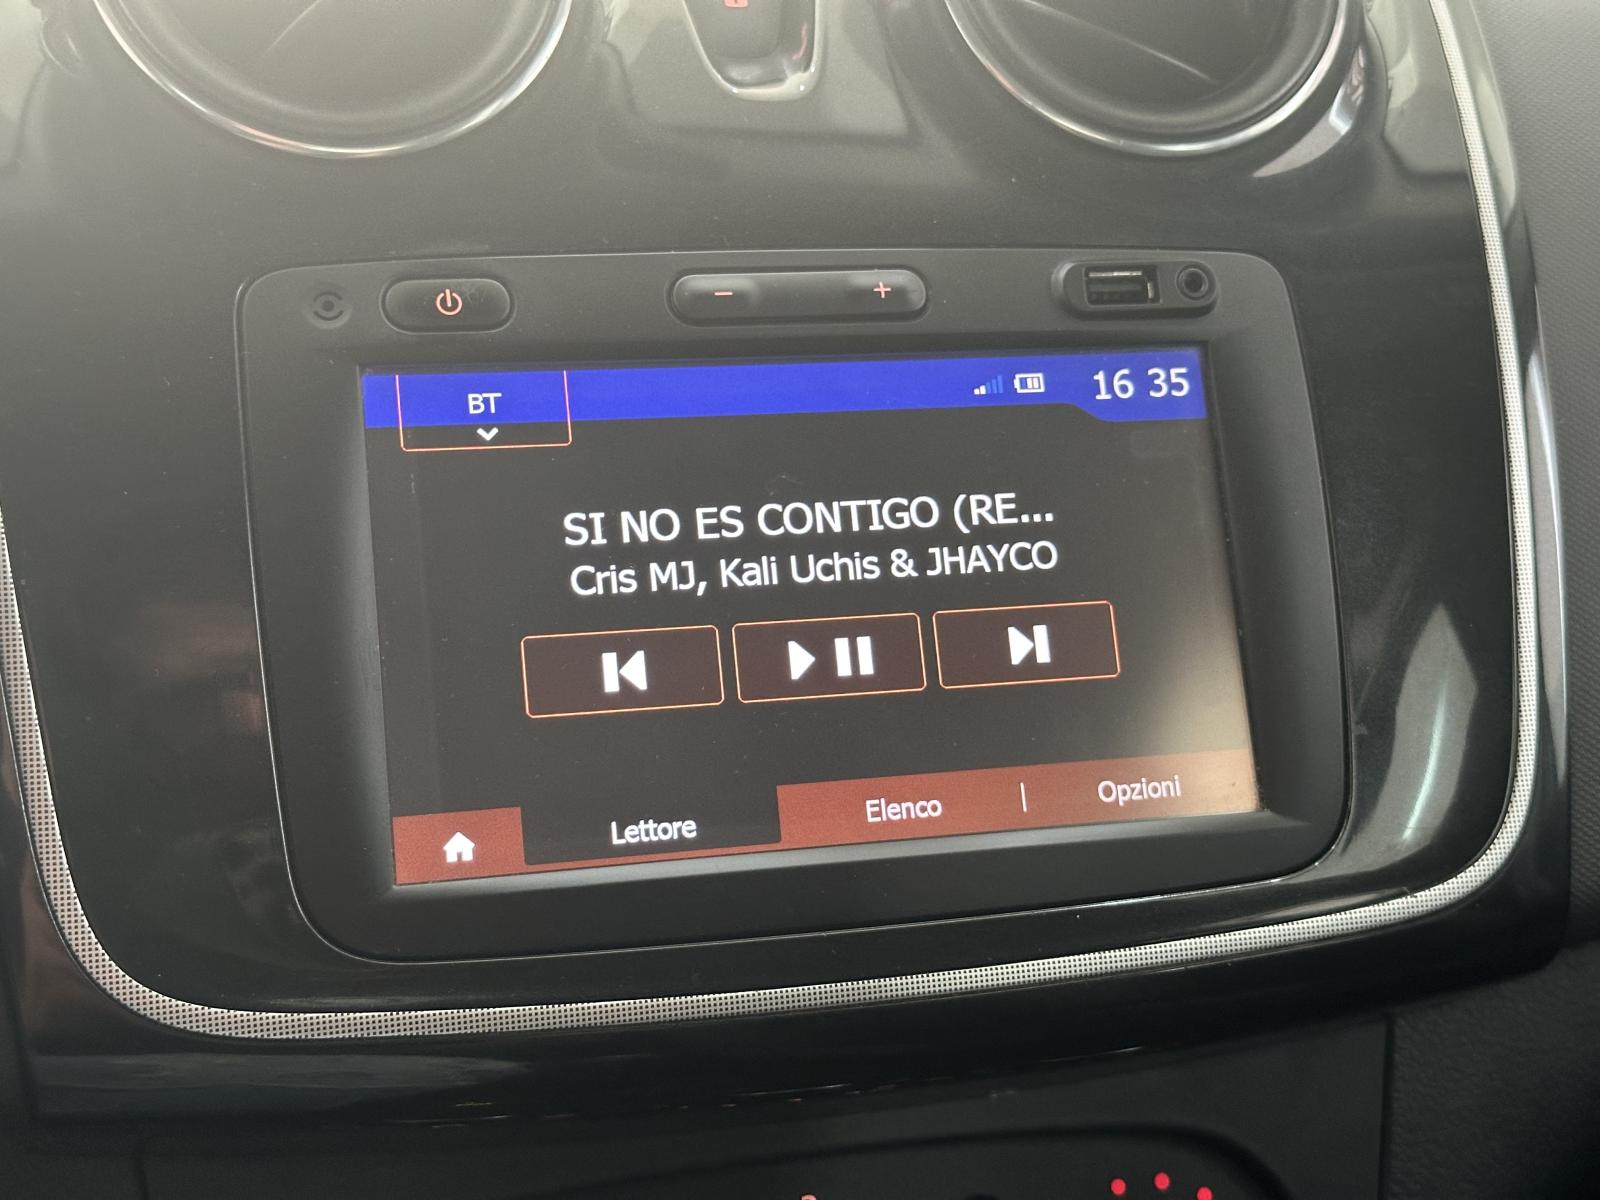 BT
16 35
SI NO ES CONTIGO (RE...
Cris MJ, Kali Uchis & JHAYCO
Lettore
Elenco
|
Opzioni